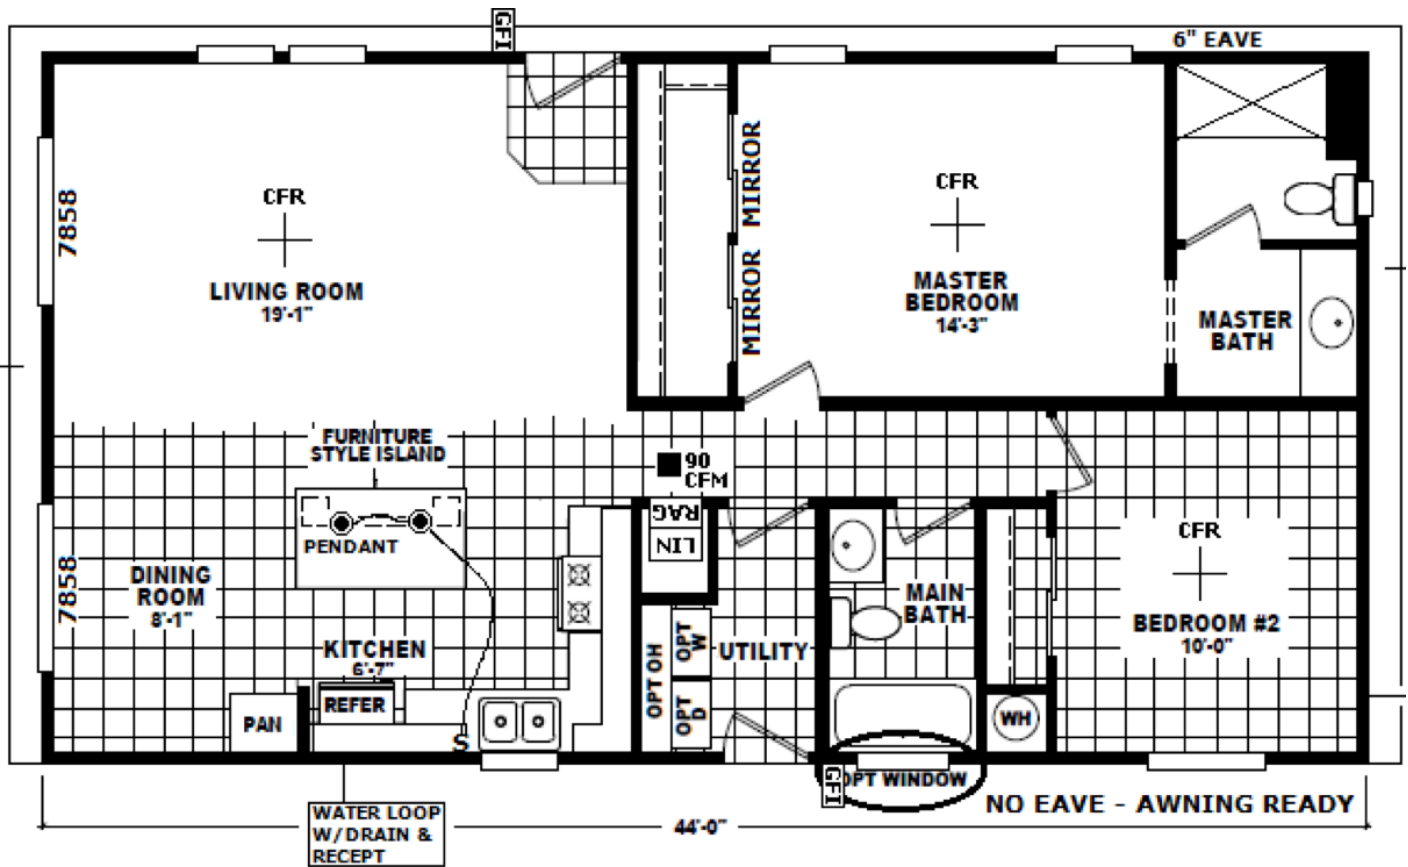 GFI
6" EAVE
CFR
LIVING ROOM
19'-1"
7858
MIRROR
MIRROR
CFR
MASTER
BEDROOM
14'-3"
MASTER
BATH
FURNITURE
STYLE ISLAND
PENDANT
90
CFM
RAG
LIN
7858
DINING
ROOM
8'-1"
KITCHEN
6'-7"
REFER
PAN
S
OPT OH
OPT
W
OPT
D
UTILITY
MAIN
BATH
CFR
BEDROOM #2
10'-0"
WH
GFI
OPT WINDOW
NO EAVE - AWNING READY
WATER LOOP
W/DRAIN &
RECEPT
44'-0"